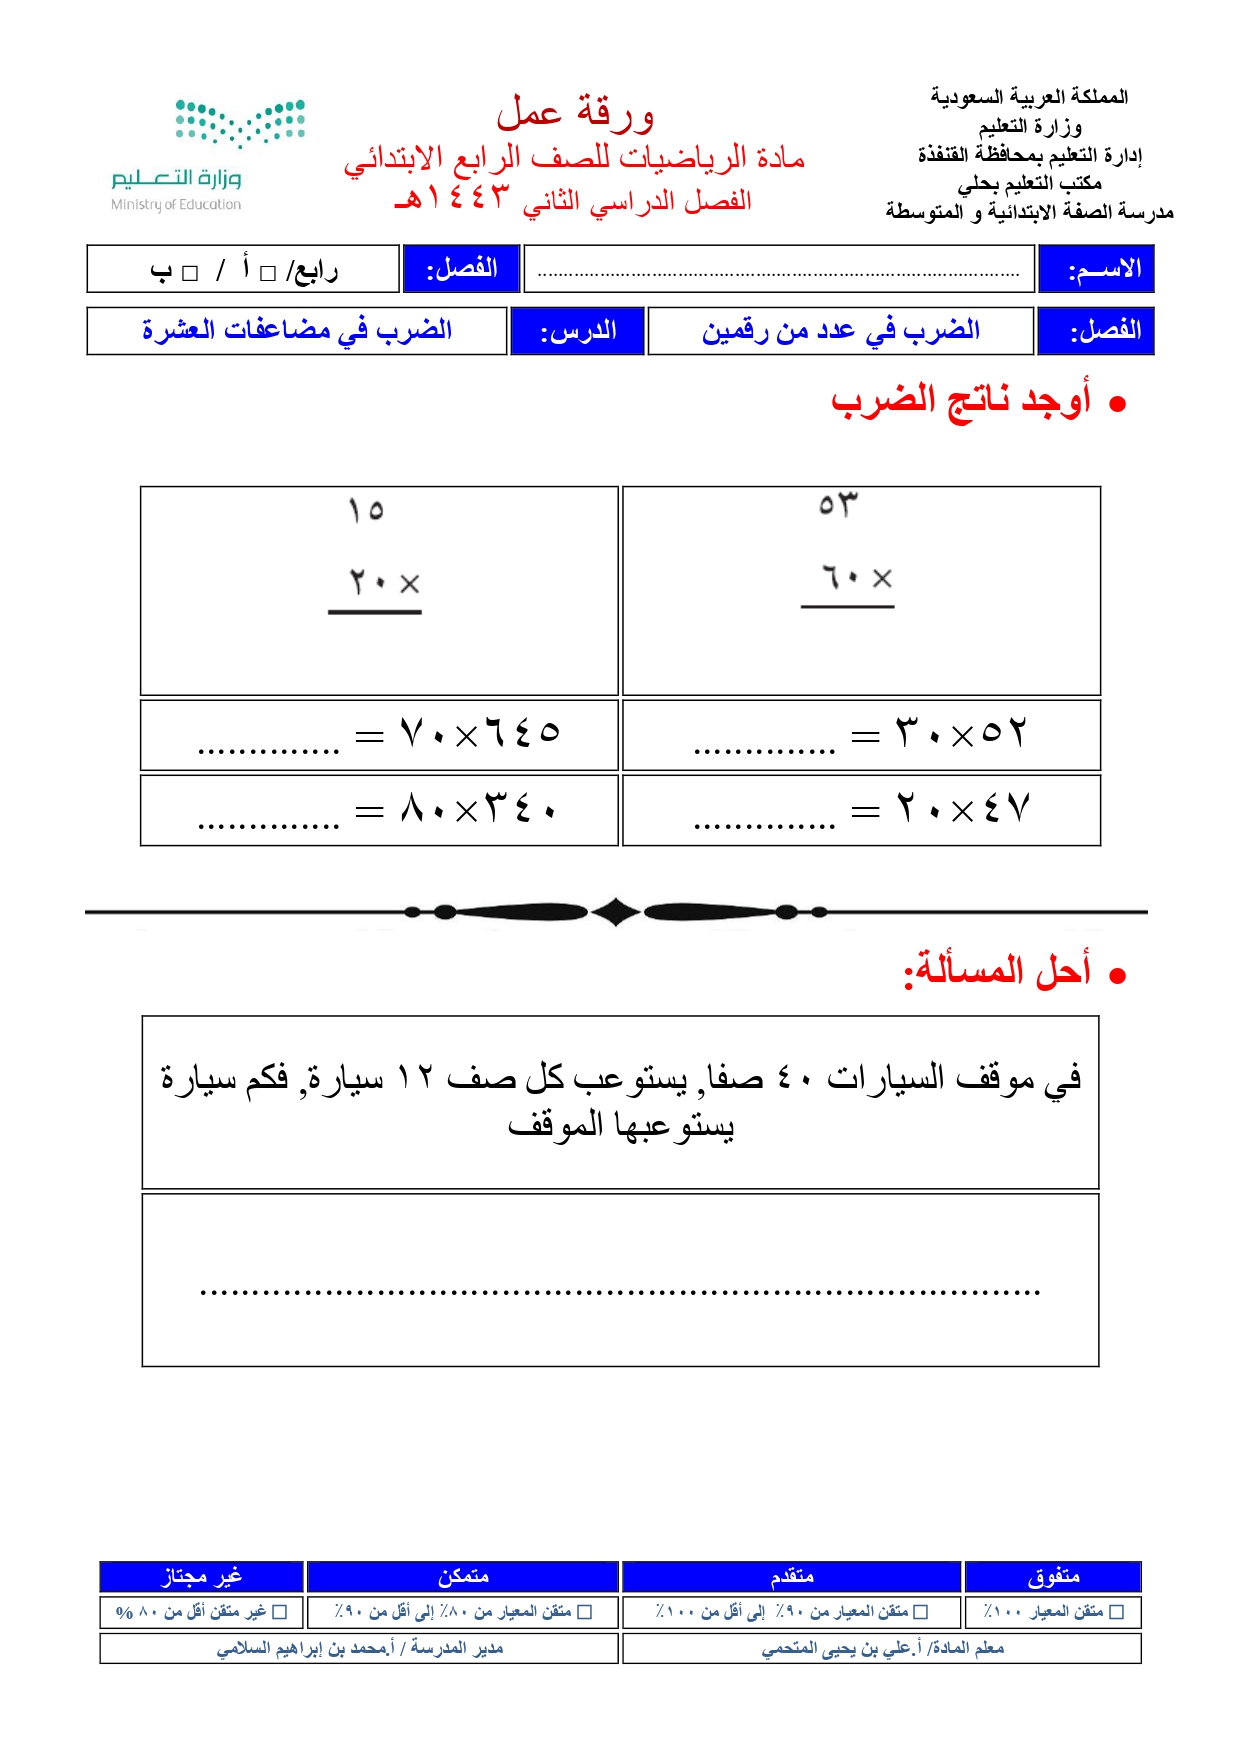 المملكة العربية السعودية
وزارة التعليم
إدارة التعليم بمحافظة القنفذة
مكتب التعليم بحلي
مدرسة الصفة الابتدائية و المتوسطة
ورقة عمل
مادة الرياضيات للصف الرابع الابتدائي
الفصل الدراسي الثاني ١٤٤٣هـ
وزارة التعـــليم
Ministry of Education
الاســم: ................................................................................ الفصل: رابع/ □ أ / □ ب
الفصل: الضرب في عدد من رقمين الدرس: الضرب في مضاعفات العشرة
• أوجد ناتج الضرب
٥٣
× ٦٠
١٥
× ٢٠
٥٢×٣٠ = ..............
٦٤٥×٧٠ = ..............
٤٧×٢٠ = ..............
٣٤٠×٨٠ = ..............
• أحل المسألة:
في موقف السيارات ٤٠ صفا, يستوعب كل صف ١٢ سيارة, فكم سيارة
يستوعبها الموقف
................................................................................
متفوق متقدم متمكن غير مجتاز
□ متقن المعيار ١٠٠٪ □ متقن المعيار من ٩٠٪ إلى أقل من ١٠٠٪ □ متقن المعيار من ٨٠٪ إلى أقل من ٩٠٪ □ غير متقن أقل من ٨٠ %
معلم المادة/ أ.علي بن يحيى المتحمي مدير المدرسة / أ.محمد بن إبراهيم السلامي